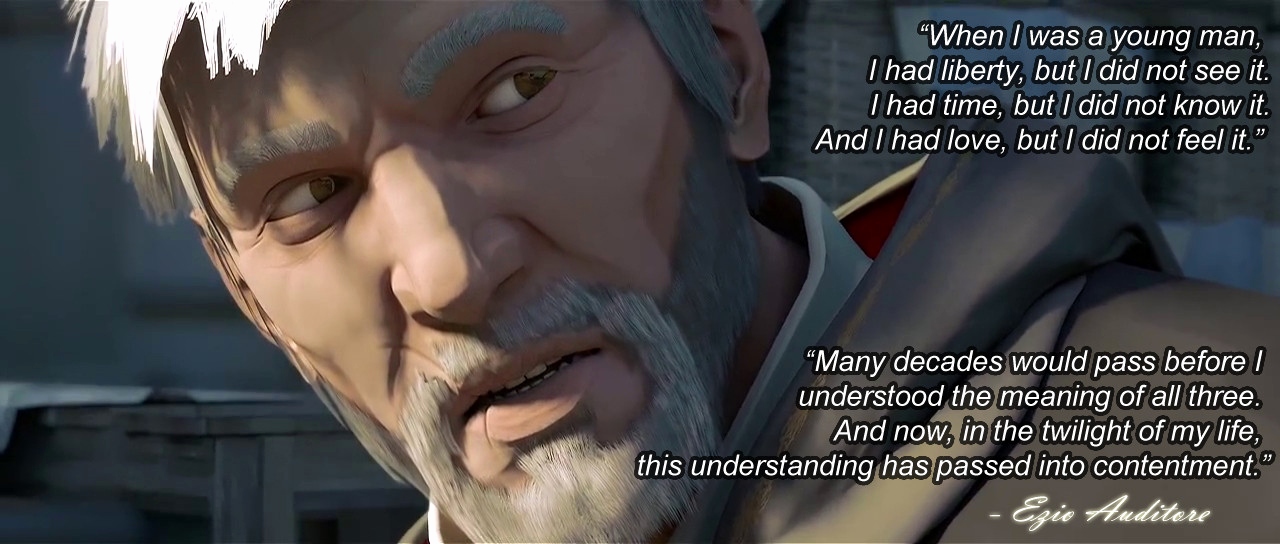 “When I was a young man,
I had liberty, but I did not see it.
I had time, but I did not know it.
And I had love, but I did not feel it.”
“Many decades would pass before I
understood the meaning of all three.
And now, in the twilight of my life,
this understanding has passed into contentment.”
- Ezio Auditore